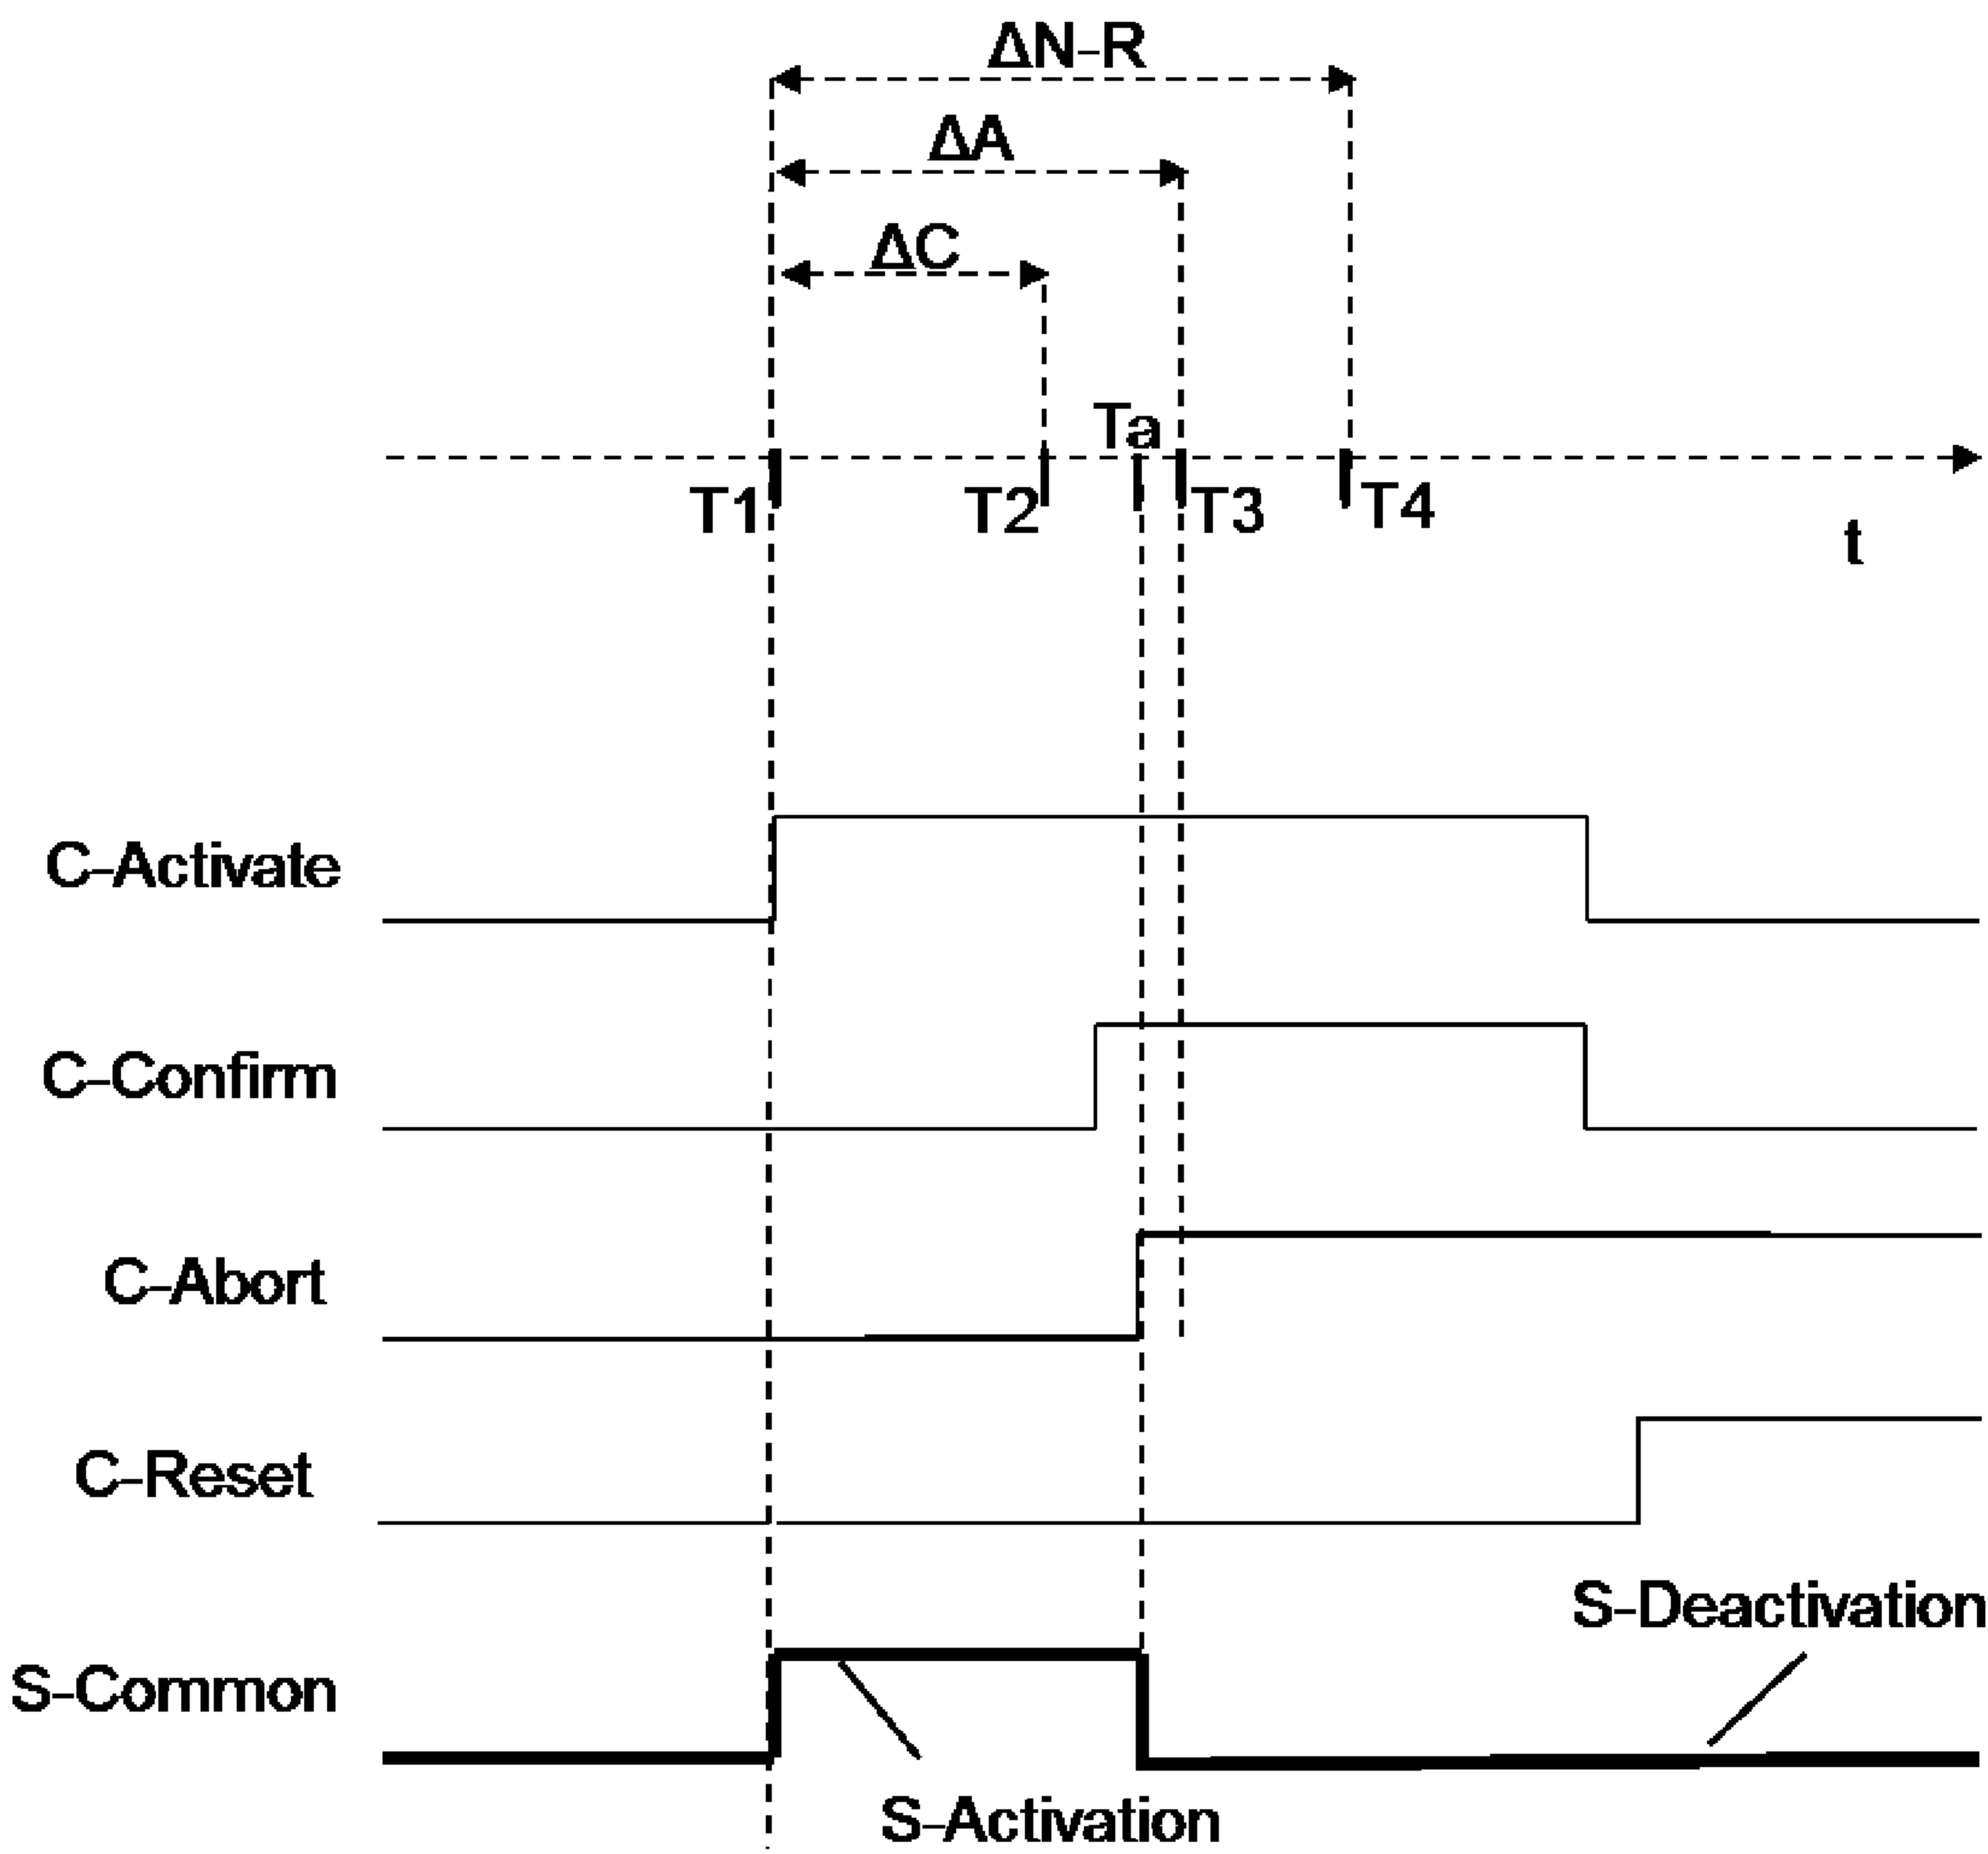 ΔN-R
ΔA
ΔC
Ta
T1 T2 T3 T4
t
C-Activate
C-Confirm
C-Abort
C-Reset
S-Deactivation
S-Common
S-Activation